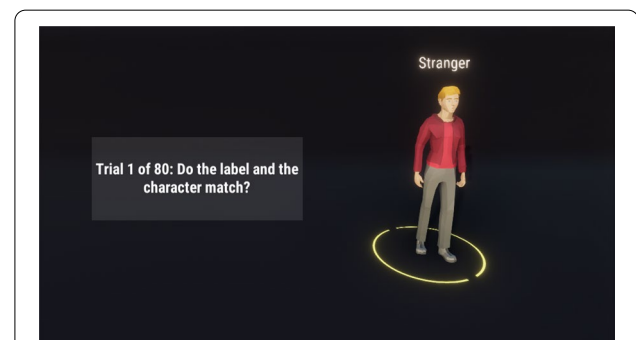 Stranger
Trial 1 of 80: Do the label and the
character match?